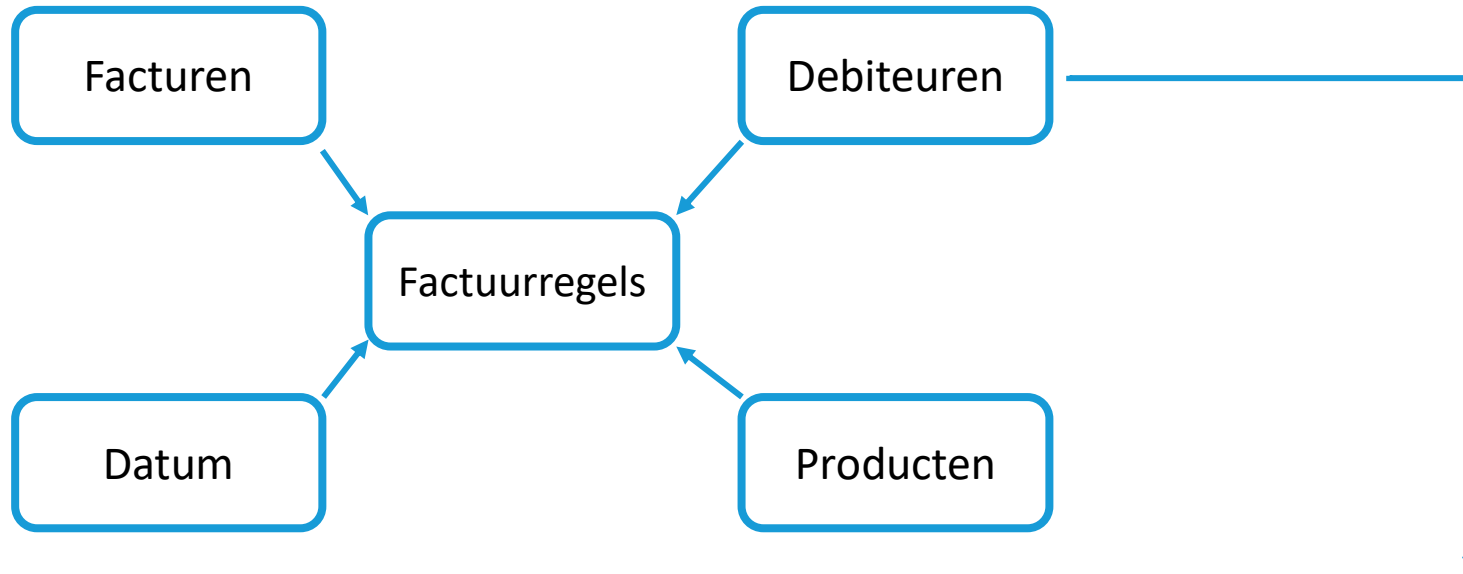 Facturen
Debiteuren
Factuurregels
Datum
Producten